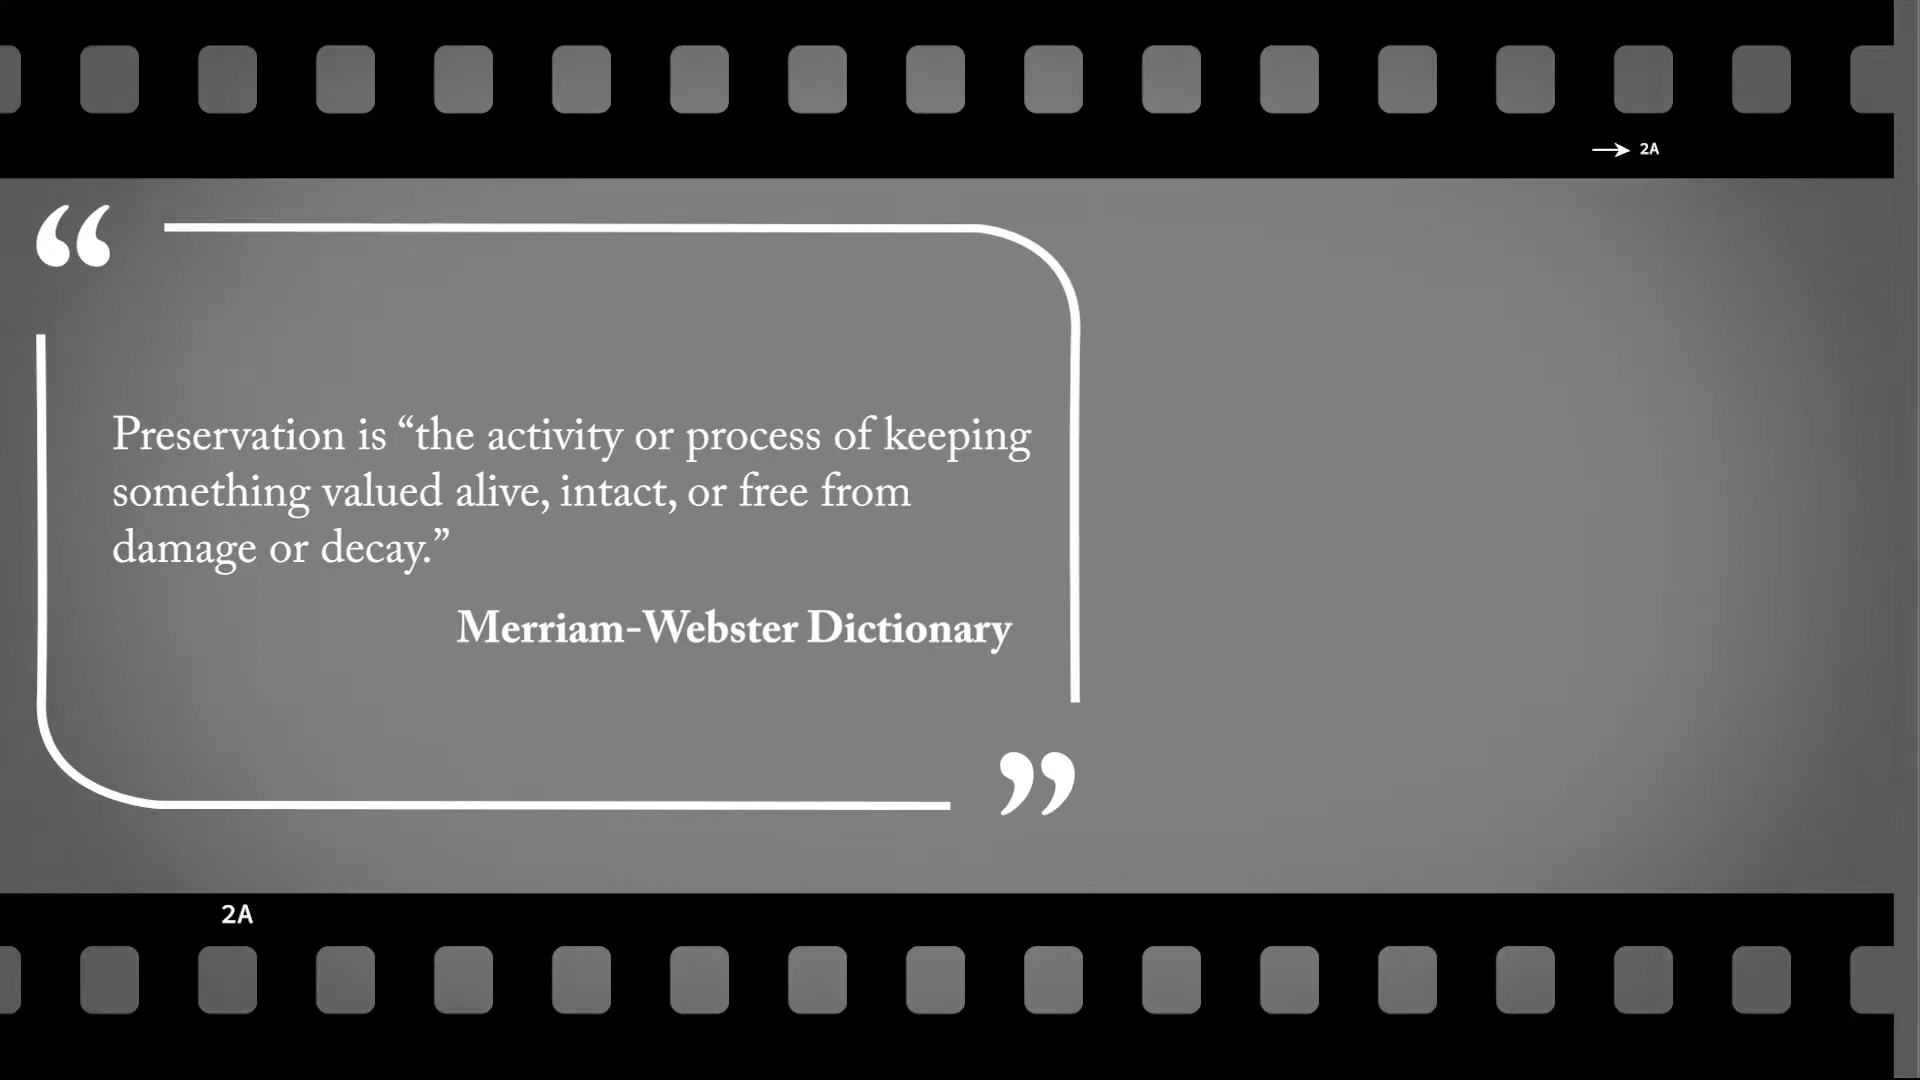 → 2A
“
Preservation is “the activity or process of keeping
something valued alive, intact, or free from
damage or decay.”
Merriam-Webster Dictionary
”
2A